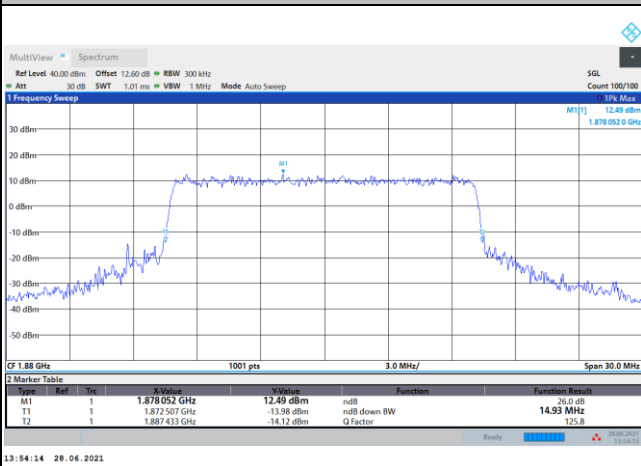 MultiView Spectrum
Ref Level 40.00 dBm Offset 12.60 dB RBW 300 kHz SGL
Att 30 dB SWT 1.01 ms VBW 1 MHz Mode Auto Sweep Count 100/100
1 Frequency Sweep 1Pk Max
M1[1] 12.49 dBm
1.878 052 0 GHz
30 dBm
20 dBm
M1
10 dBm
0 dBm
-10 dBm
-20 dBm
-30 dBm
-40 dBm
-50 dBm
CF 1.88 GHz 1001 pts 3.0 MHz/ Span 30.0 MHz
2 Marker Table
Type Ref Trc X-Value Y-Value Function Function Result
M1 1 1.878 052 GHz 12.49 dBm ndB 26.0 dB
T1 1 1.872 507 GHz -13.98 dBm ndB down BW 14.93 MHz
T2 1 1.887 433 GHz -14.12 dBm Q Factor 125.8
Ready 28.06.2021
13:54:13
13:54:14 28.06.2021